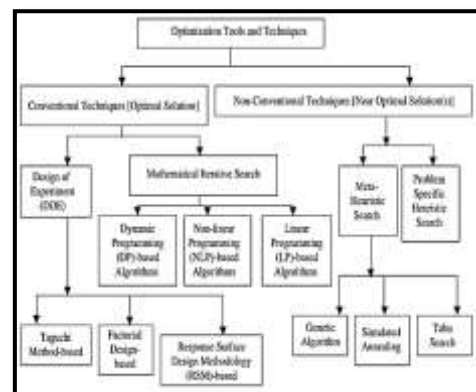 Optimization Tools and Techniques
Conventional Techniques [Optimal Solution]
Non-Conventional Techniques [Near Optimal Solution(s)]
Design of
Experiment
(DOE)
Mathematical Iterative Search
Meta-
Heuristic
Search
Problem
Specific
Heuristic
Search
Dynamic
Programming
(DP)-based
Algorithms
Non-linear
Programming
(NLP)-based
Algorithms
Linear
Programming
(LP)-based
Algorithms
Taguchi
Method-based
Factorial
Design-
based
Response Surface
Design Methodology
(RSM)-based
Genetic
Algorithm
Simulated
Annealing
Tabu
Search